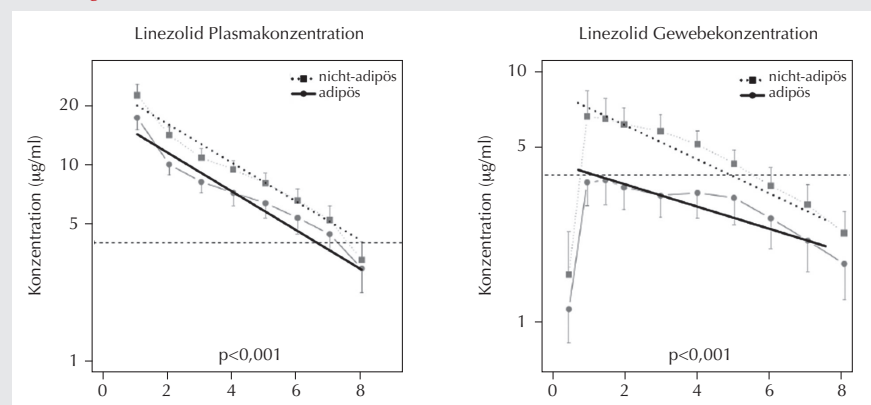 Linezolid Plasmakonzentration
Konzentration (µg/ml)
20
10
5
1
nicht-adipös
adipös
p<0,001
0 2 4 6 8
Linezolid Gewebekonzentration
Konzentration (µg/ml)
10
5
1
nicht-adipös
adipös
p<0,001
0 2 4 6 8